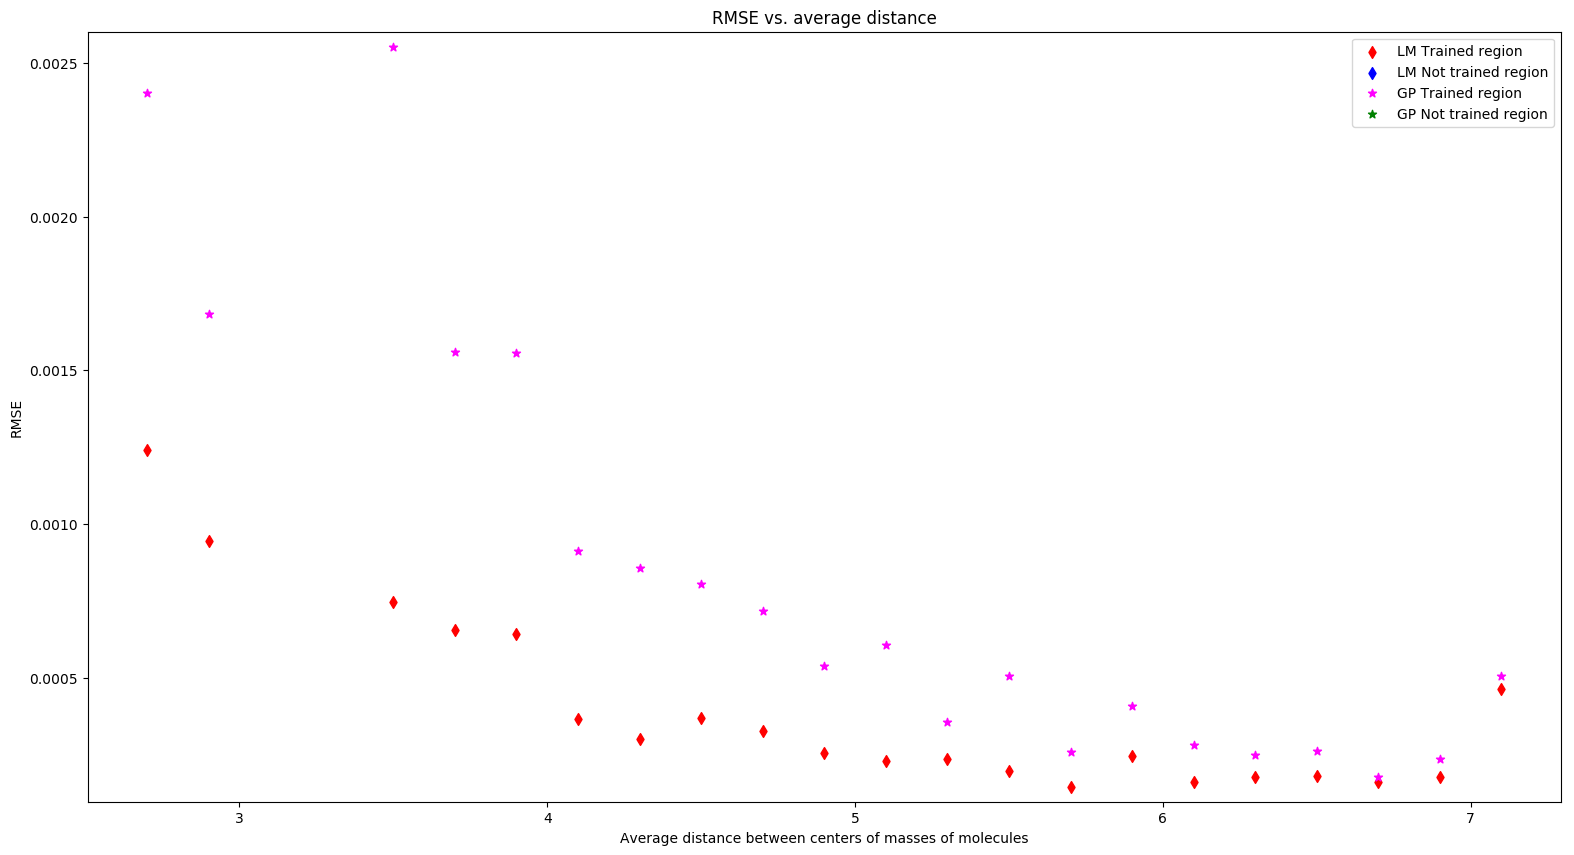 RMSE vs. average distance
LM Trained region
LM Not trained region
GP Trained region
GP Not trained region
0.0025
0.0020
0.0015
0.0010
0.0005
RMSE
3 4 5 6 7
Average distance between centers of masses of molecules